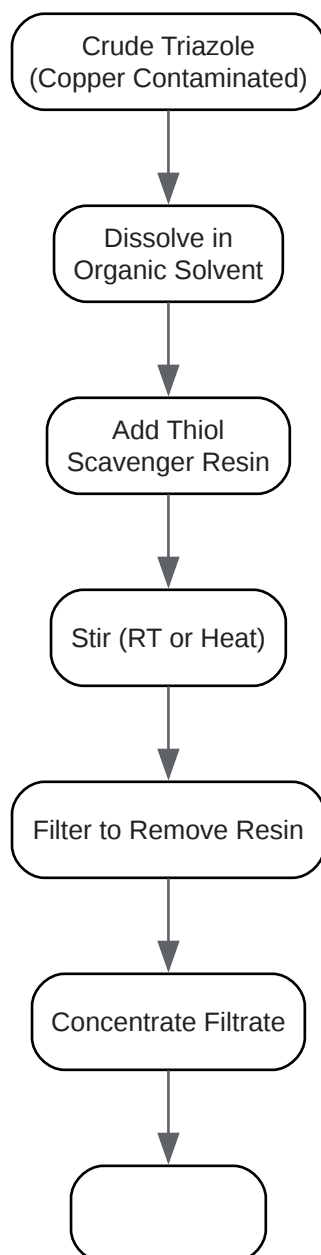 Crude Triazole
(Copper Contaminated)
Dissolve in
Organic Solvent
Add Thiol
Scavenger Resin
Stir (RT or Heat)
Filter to Remove Resin
Concentrate Filtrate